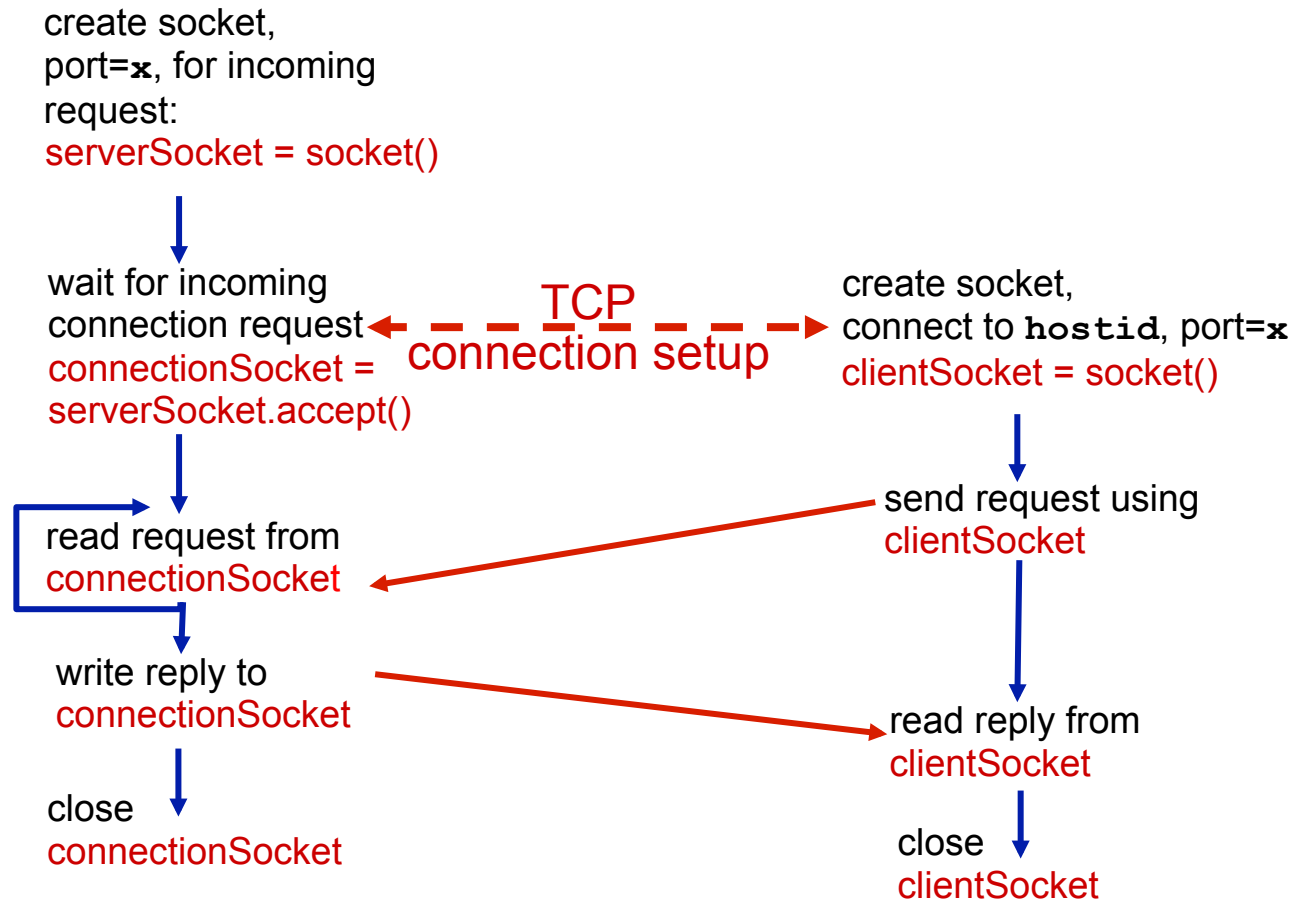 create socket,
port=x, for incoming
request:
serverSocket = socket()
wait for incoming
connection request
connectionSocket =
serverSocket.accept()
TCP
connection setup
create socket,
connect to hostid, port=x
clientSocket = socket()
read request from
connectionSocket
send request using
clientSocket
write reply to
connectionSocket
read reply from
clientSocket
close
connectionSocket
close
clientSocket